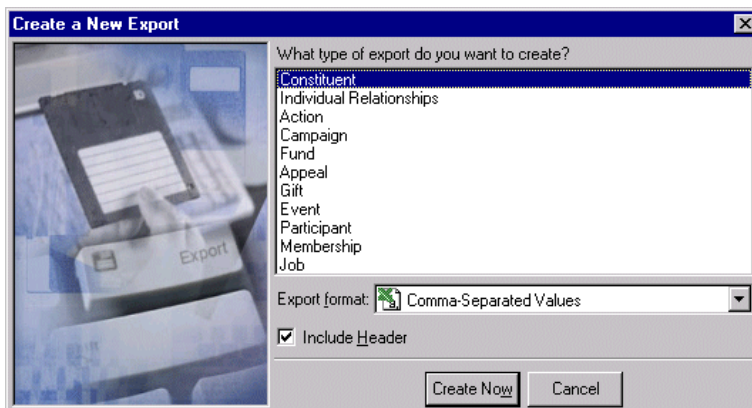 Create a New Export
What type of export do you want to create?
Constituent
Individual Relationships
Action
Campaign
Fund
Appeal
Gift
Event
Participant
Membership
Job
Export
Export format: Comma-Separated Values
Include Header
Create Now Cancel